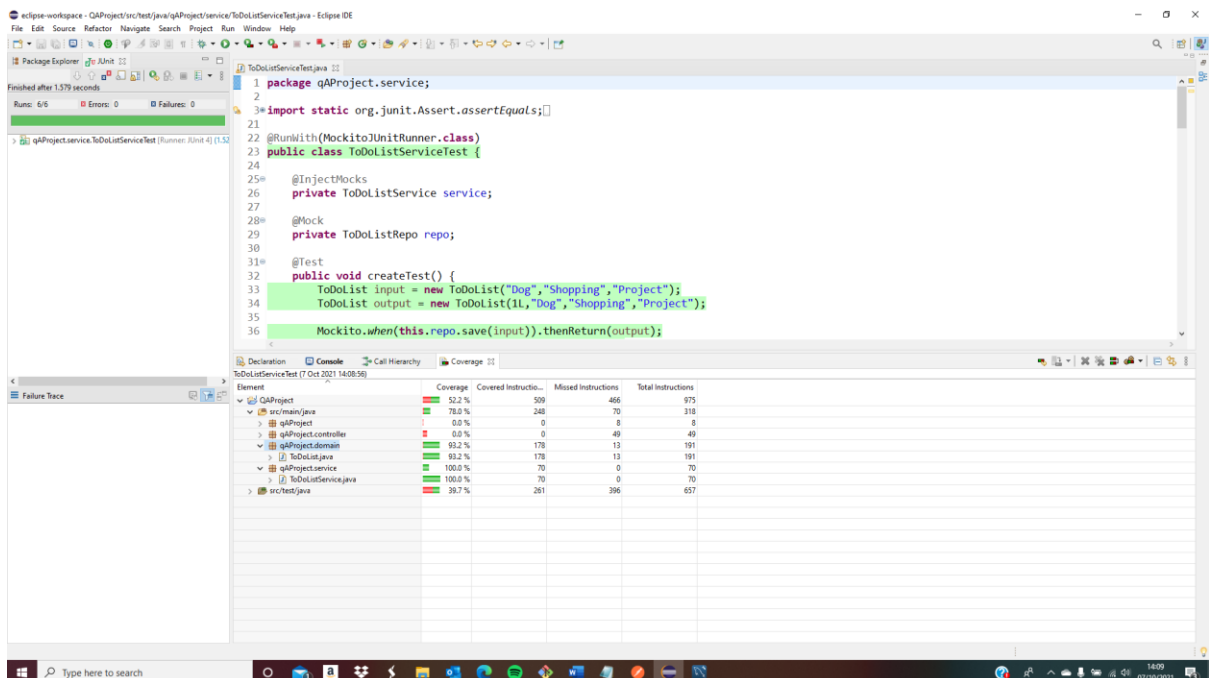 eclipse-workspace - QAProject/src/test/java/qAProject/service/ToDoListServiceTest.java - Eclipse IDE
File Edit Source Refactor Navigate Search Project Run Window Help
Package Explorer JUnit
ToDoListServiceTest.java
Finished after 1.579 seconds
Runs: 6/6 Errors: 0 Failures: 0
qAProject.service.ToDoListServiceTest [Runner: JUnit 4] (1.52
Failure Trace
1 package qAProject.service;
2
3 import static org.junit.Assert.assertEquals;
21
22 @RunWith(MockitoJUnitRunner.class)
23 public class ToDoListServiceTest {
24
25 @InjectMocks
26 private ToDoListService service;
27
28 @Mock
29 private ToDoListRepo repo;
30
31 @Test
32 public void createTest() {
33 ToDoList input = new ToDoList("Dog","Shopping","Project");
34 ToDoList output = new ToDoList(1L,"Dog","Shopping","Project");
35
36 Mockito.when(this.repo.save(input)).thenReturn(output);
Declaration Console Call Hierarchy Coverage
ToDoListServiceTest (7 Oct 2021 14:08:56)
Element Coverage Covered Instructio... Missed Instructions Total Instructions
QAProject 52.2 % 509 466 975
src/main/java 78.0 % 248 70 318
qAProject 0.0 % 0 8 8
qAProject.controller 0.0 % 0 49 49
qAProject.domain 93.2 % 178 13 191
ToDoList.java 93.2 % 178 13 191
qAProject.service 100.0 % 70 0 70
ToDoListService.java 100.0 % 70 0 70
src/test/java 39.7 % 261 396 657
Type here to search
14:09
07/10/2021